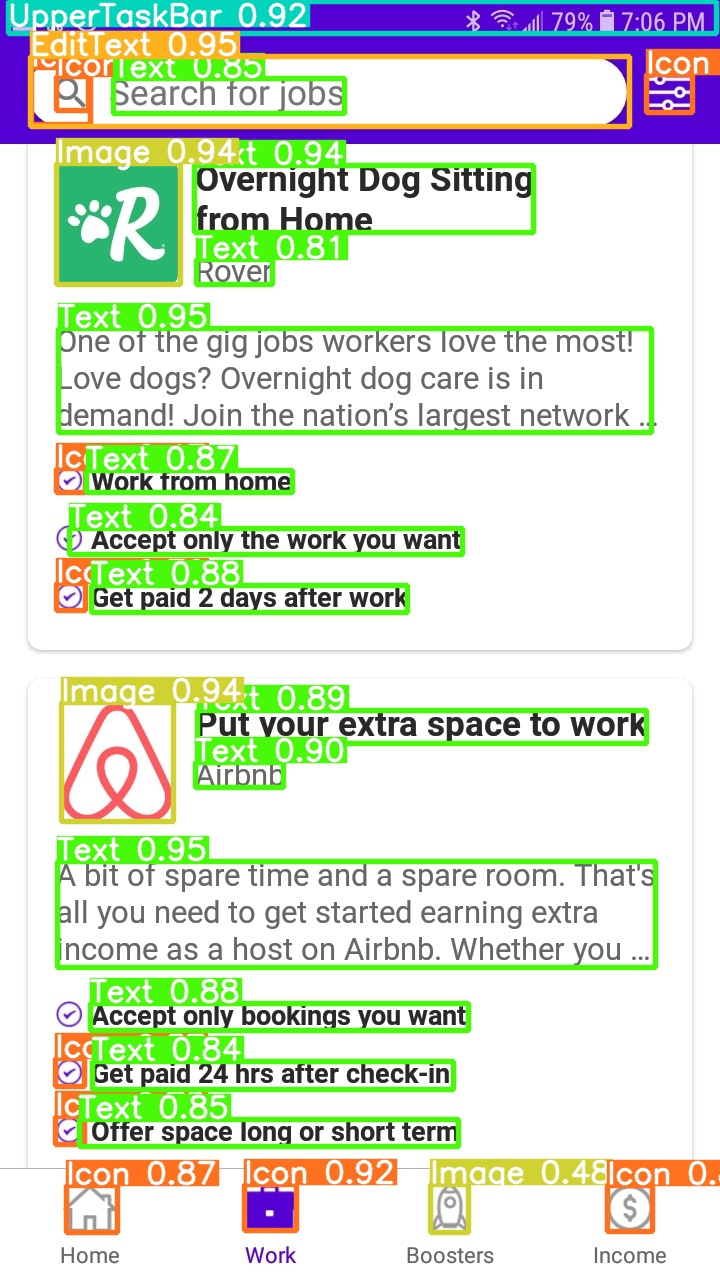 UpperTaskBar 0.92
79% 7:06 PM
EditText 0.95
Icon
Text 0.85
Icon
Search for jobs
Image 0.94
0.94
Overnight Dog Sitting
from Home
Text 0.81
Rover
R
Text 0.95
One of the gig jobs workers love the most!
Love dogs? Overnight dog care is in
demand! Join the nation's largest network ...
Text 0.87
Work from home
Text 0.84
Accept only the work you want
Text 0.88
Get paid 2 days after work
Image 0.94
0.89
Put your extra space to work
Text 0.90
Airbnb
Text 0.95
A bit of spare time and a spare room. That's
all you need to get started earning extra
income as a host on Airbnb. Whether you ...
Text 0.88
Accept only bookings you want
Text 0.84
Get paid 24 hrs after check-in
Text 0.85
Offer space long or short term
Icon 0.87 Icon 0.92 Image 0.48 Icon
$
Home Work Boosters Income